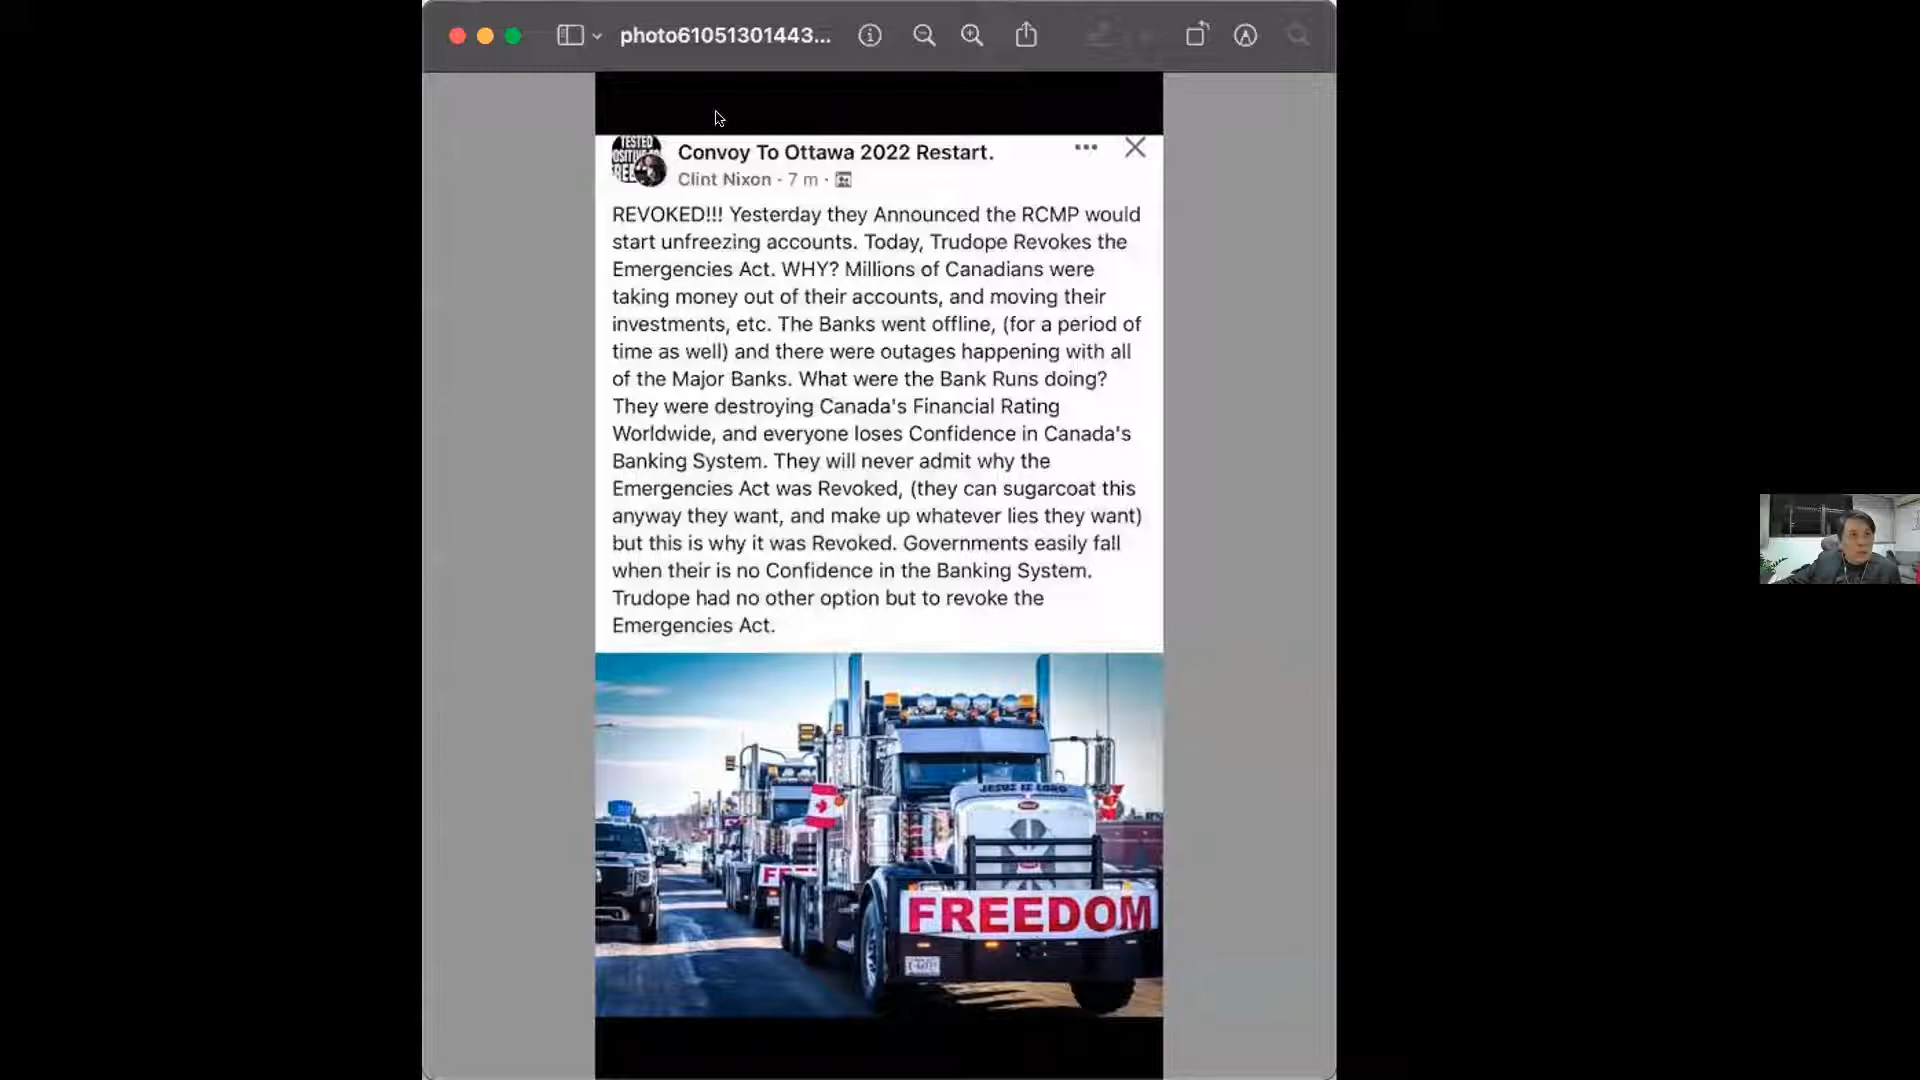 photo61051301443...
TESTED
POSITIVE
Convoy To Ottawa 2022 Restart.
Clint Nixon · 7 m ·
REVOKED!!! Yesterday they Announced the RCMP would
start unfreezing accounts. Today, Trudope Revokes the
Emergencies Act. WHY? Millions of Canadians were
taking money out of their accounts, and moving their
investments, etc. The Banks went offline, (for a period of
time as well) and there were outages happening with all
of the Major Banks. What were the Bank Runs doing?
They were destroying Canada's Financial Rating
Worldwide, and everyone loses Confidence in Canada's
Banking System. They will never admit why the
Emergencies Act was Revoked, (they can sugarcoat this
anyway they want, and make up whatever lies they want)
but this is why it was Revoked. Governments easily fall
when their is no Confidence in the Banking System.
Trudope had no other option but to revoke the
Emergencies Act.
JESUS IS LORD
FREEDOM